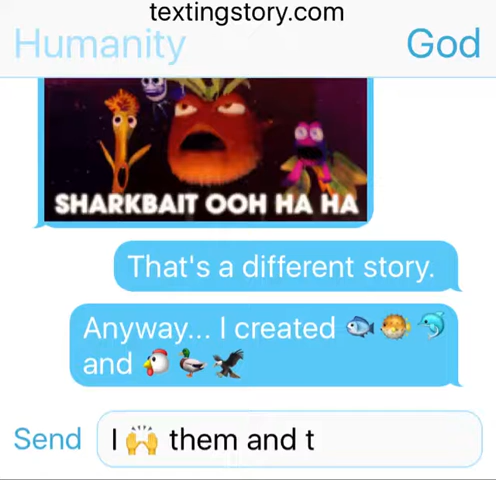 textingstory.com
Humanity God
SHARKBAIT OOH HA HA
That's a different story.
Anyway... I created 🐟🐡🐬
and 🐔🦆🦅
Send I 🙌 them and t